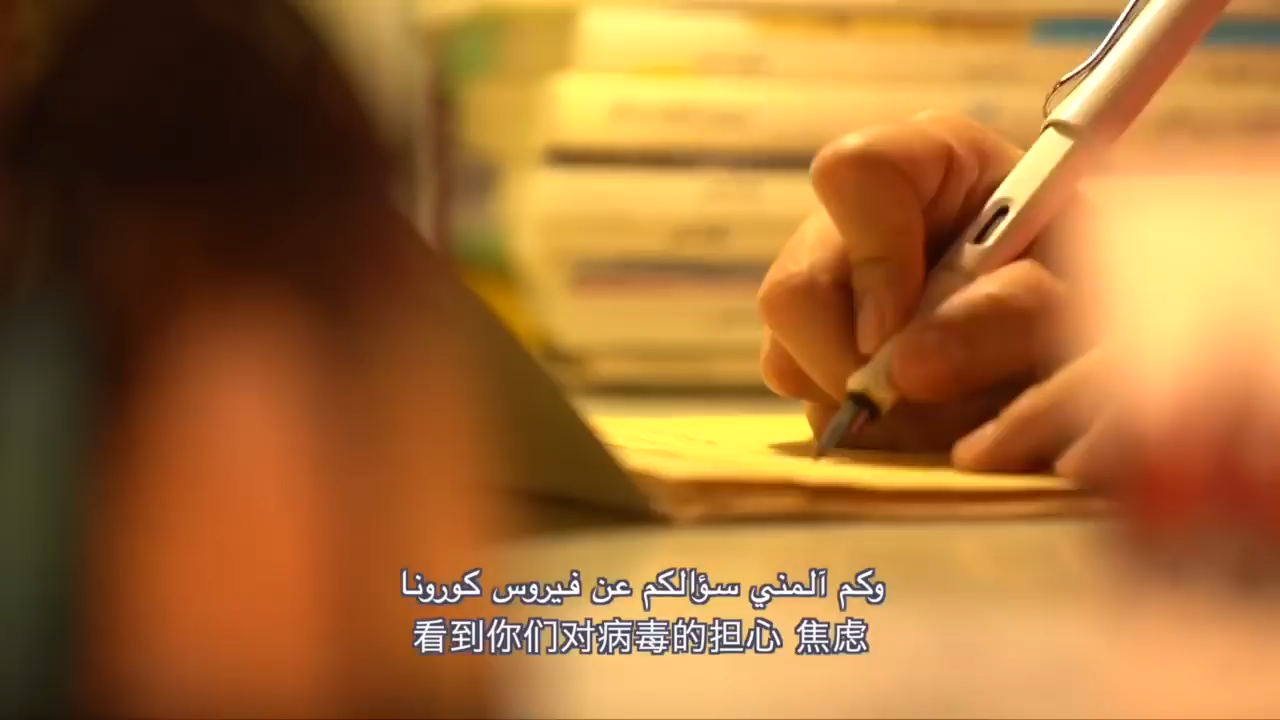 وكم آلمني سؤالكم عن فيروس كورونا
看到你们对病毒的担心 焦虑